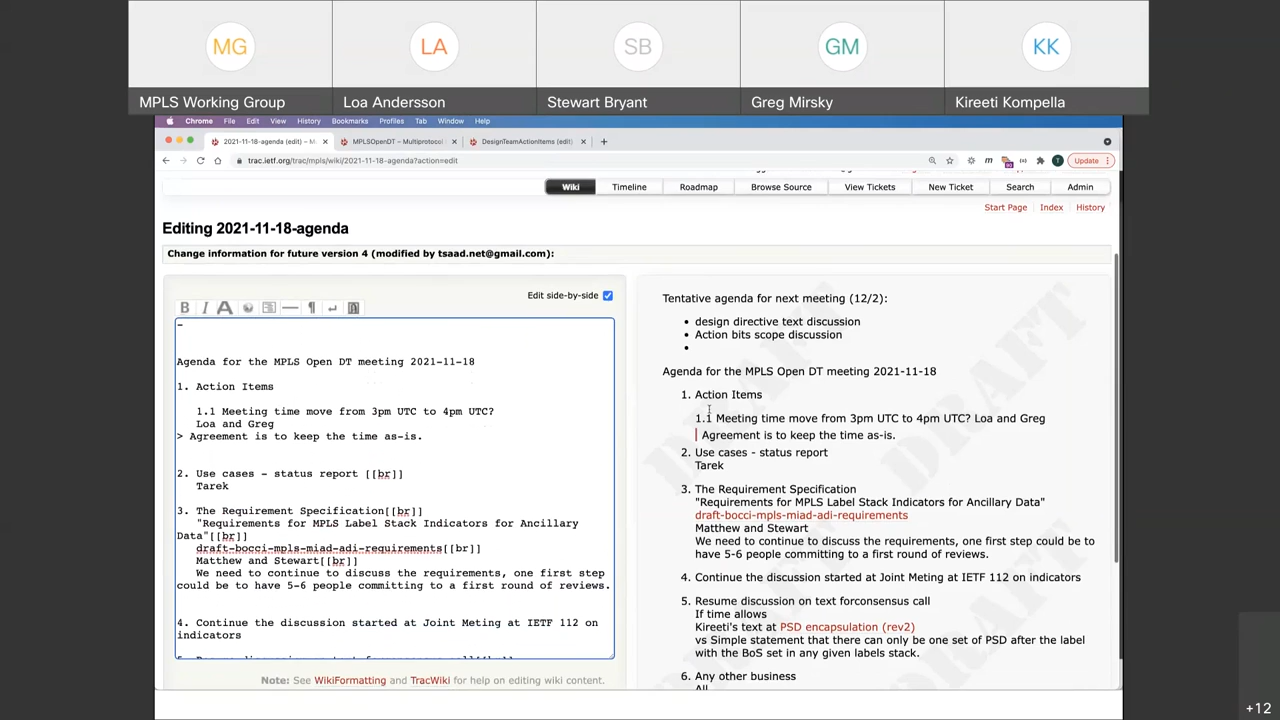 MG LA SB GM KK
MPLS Working Group Loa Andersson Stewart Bryant Greg Mirsky Kireeti Kompella
Chrome File Edit View History Bookmarks Profiles Tab Window Help
2021-11-18-agenda (edit) – M... MPLSOpenDT – Multiprotocol DesignTeamActionItems (edit)
trac.ietf.org/trac/mpls/wiki/2021-11-18-agenda?action=edit Update
Wiki Timeline Roadmap Browse Source View Tickets New Ticket Search Admin
Start Page Index History
Editing 2021-11-18-agenda
Change information for future version 4 (modified by tsaad.net@gmail.com):
Edit side-by-side
–
Agenda for the MPLS Open DT meeting 2021-11-18
1. Action Items
1.1 Meeting time move from 3pm UTC to 4pm UTC?
Loa and Greg
> Agreement is to keep the time as-is.
2. Use cases - status report [[br]]
Tarek
3. The Requirement Specification[[br]]
"Requirements for MPLS Label Stack Indicators for Ancillary
Data"[[br]]
draft-bocci-mpls-miad-adi-requirements[[br]]
Matthew and Stewart[[br]]
We need to continue to discuss the requirements, one first step
could be to have 5-6 people committing to a first round of reviews.
4. Continue the discussion started at Joint Meting at IETF 112 on
indicators
Note: See WikiFormatting and TracWiki for help on editing wiki content.
Tentative agenda for next meeting (12/2):
• design directive text discussion
• Action bits scope discussion
•
Agenda for the MPLS Open DT meeting 2021-11-18
1. Action Items
1.1 Meeting time move from 3pm UTC to 4pm UTC? Loa and Greg
Agreement is to keep the time as-is.
2. Use cases - status report
Tarek
3. The Requirement Specification
"Requirements for MPLS Label Stack Indicators for Ancillary Data"
draft-bocci-mpls-miad-adi-requirements
Matthew and Stewart
We need to continue to discuss the requirements, one first step could be to
have 5-6 people committing to a first round of reviews.
4. Continue the discussion started at Joint Meting at IETF 112 on indicators
5. Resume discussion on text forconsensus call
If time allows
Kireeti's text at PSD encapsulation (rev2)
vs Simple statement that there can only be one set of PSD after the label
with the BoS set in any given labels stack.
6. Any other business
All
DRAFT DRAFT DRAFT
+12